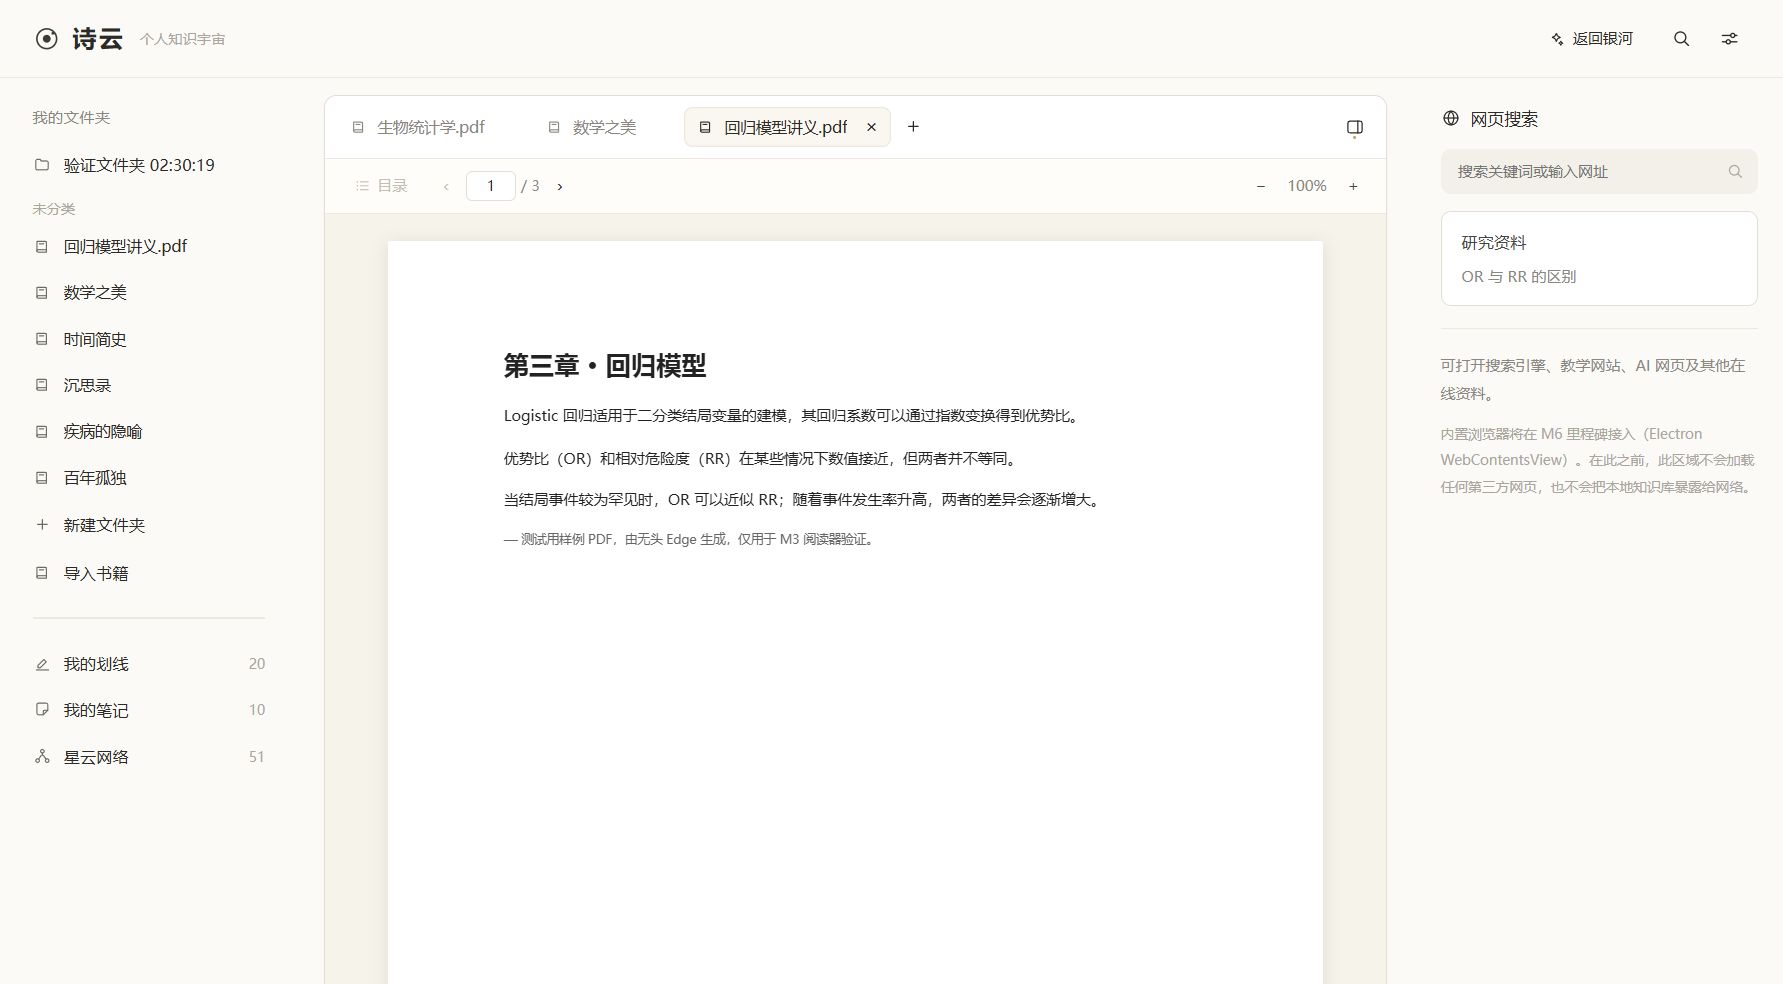 诗云 个人知识宇宙
返回银河
我的文件夹
验证文件夹 02:30:19
未分类
回归模型讲义.pdf
数学之美
时间简史
沉思录
疾病的隐喻
百年孤独
新建文件夹
导入书籍
我的划线 20
我的笔记 10
星云网络 51
生物统计学.pdf 数学之美 回归模型讲义.pdf × +
目录 ‹ 1 / 3 › − 100% +
第三章 • 回归模型
Logistic 回归适用于二分类结局变量的建模，其回归系数可以通过指数变换得到优势比。
优势比（OR）和相对危险度（RR）在某些情况下数值接近，但两者并不等同。
当结局事件较为罕见时，OR 可以近似 RR；随着事件发生率升高，两者的差异会逐渐增大。
— 测试用样例 PDF，由无头 Edge 生成，仅用于 M3 阅读器验证。
网页搜索
搜索关键词或输入网址
研究资料
OR 与 RR 的区别
可打开搜索引擎、教学网站、AI 网页及其他在
线资料。
内置浏览器将在 M6 里程碑接入（Electron
WebContentsView）。在此之前，此区域不会加载
任何第三方网页，也不会把本地知识库暴露给网络。